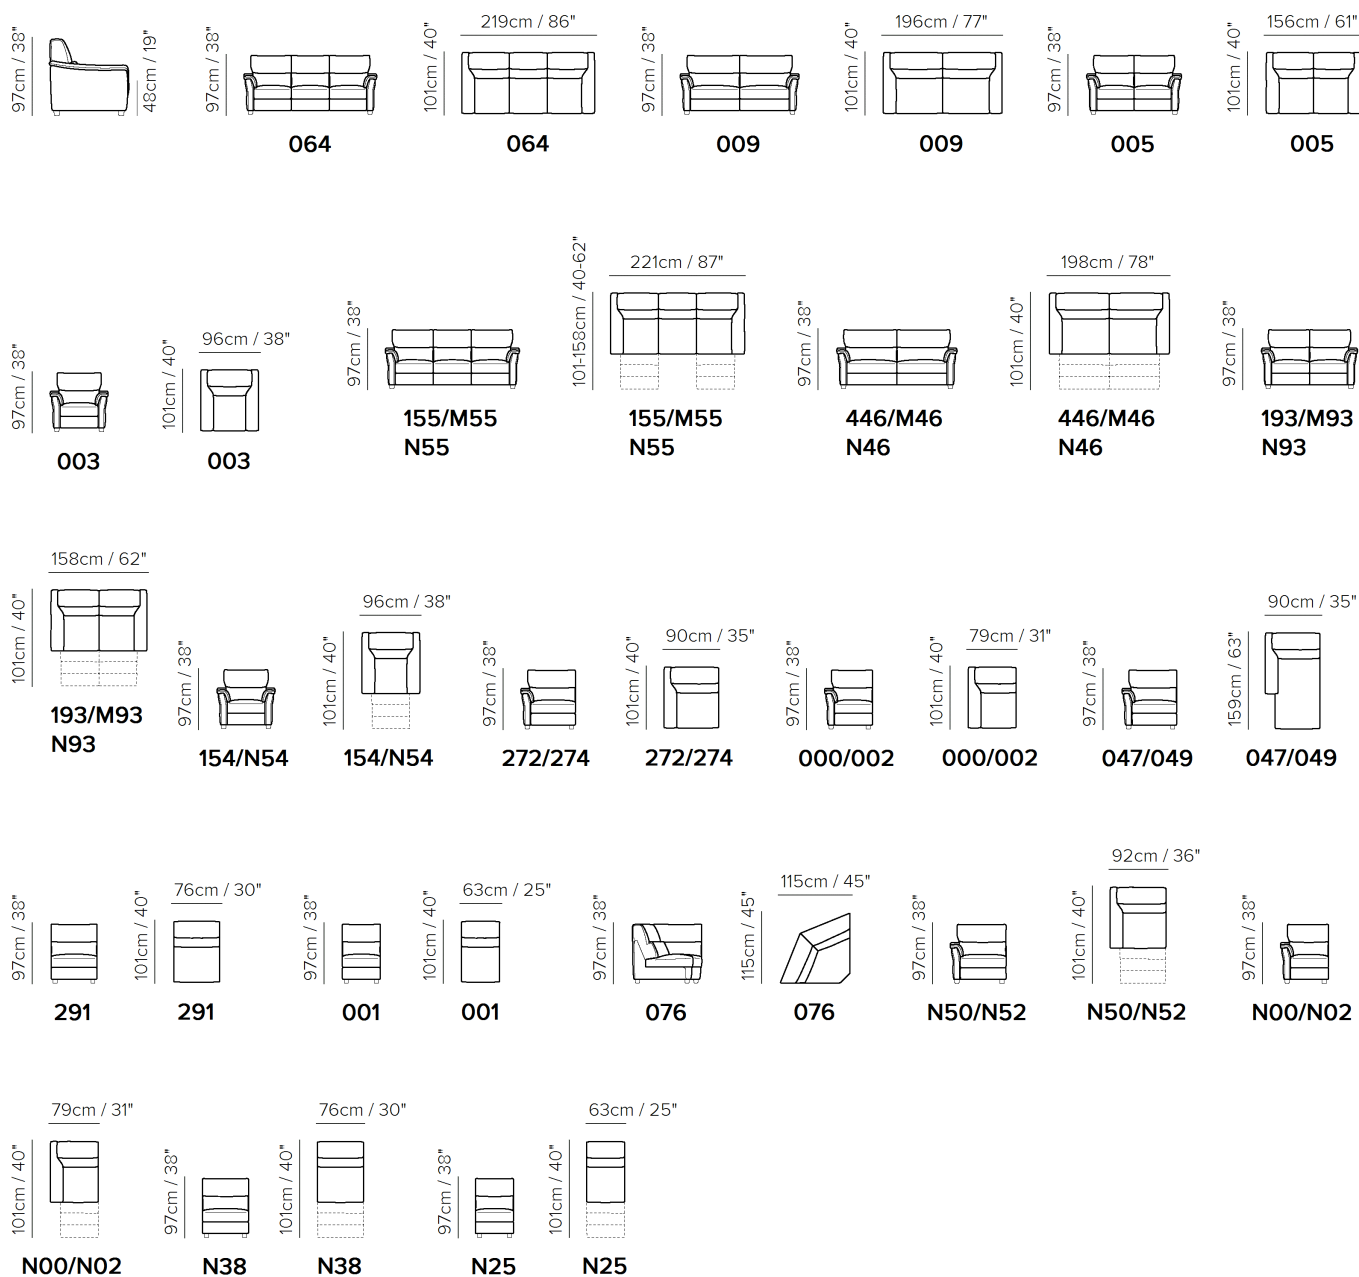 97cm / 38"
48cm / 19"
97cm / 38"
064
101cm / 40"
219cm / 86"
064
97cm / 38"
009
101cm / 40"
196cm / 77"
009
97cm / 38"
005
101cm / 40"
156cm / 61"
005
97cm / 38"
003
101cm / 40"
96cm / 38"
003
97cm / 38"
155/M55
N55
101-158cm / 40-62"
221cm / 87"
155/M55
N55
97cm / 38"
446/M46
N46
101cm / 40"
198cm / 78"
446/M46
N46
97cm / 38"
193/M93
N93
101cm / 40"
158cm / 62"
193/M93
N93
97cm / 38"
154/N54
101cm / 40"
96cm / 38"
154/N54
97cm / 38"
272/274
101cm / 40"
90cm / 35"
272/274
97cm / 38"
000/002
101cm / 40"
79cm / 31"
000/002
97cm / 38"
047/049
159cm / 63"
90cm / 35"
047/049
97cm / 38"
291
101cm / 40"
76cm / 30"
291
97cm / 38"
001
101cm / 40"
63cm / 25"
001
97cm / 38"
076
115cm / 45"
115cm / 45"
076
97cm / 38"
N50/N52
101cm / 40"
92cm / 36"
N50/N52
97cm / 38"
N00/N02
101cm / 40"
79cm / 31"
N00/N02
97cm / 38"
N38
101cm / 40"
76cm / 30"
N38
97cm / 38"
N25
101cm / 40"
63cm / 25"
N25